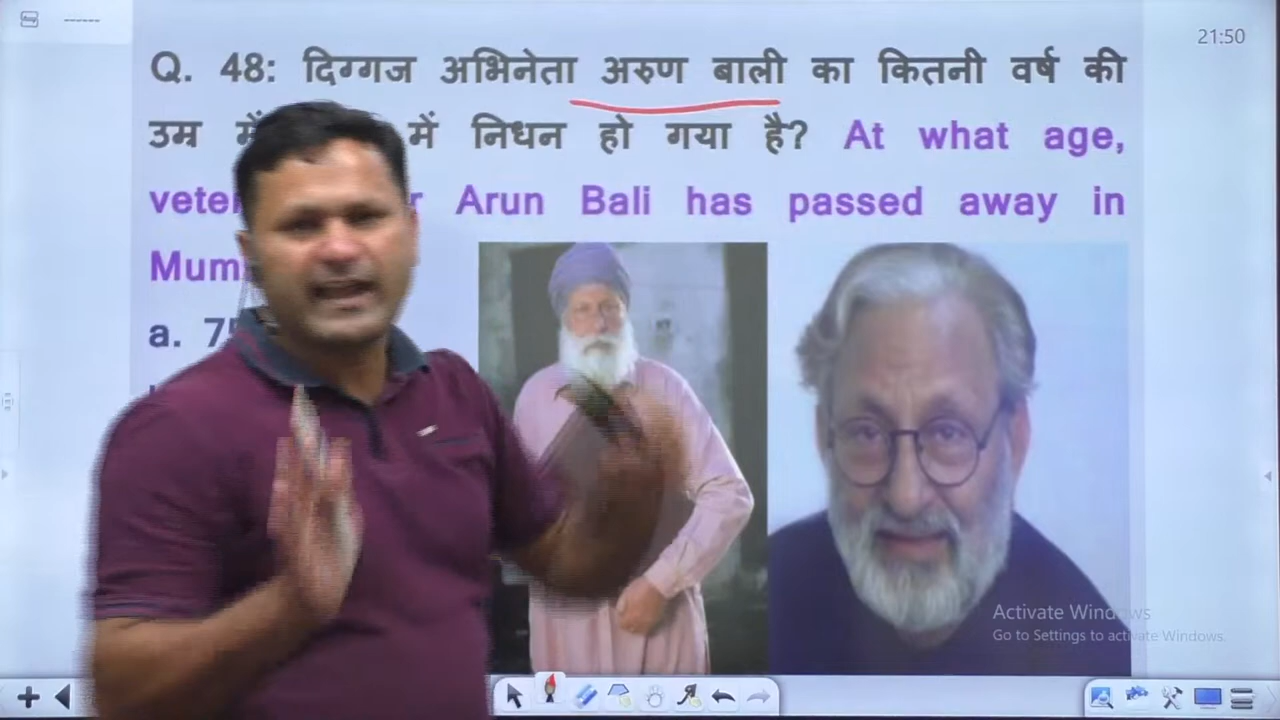 21:50
Q. 48: दिग्गज अभिनेता अरुण बाली का कितनी वर्ष की
उम्र में निधन हो गया है? At what age,
Arun Bali has passed away in
a.
Activate Windows
Go to Settings to activate Windows.